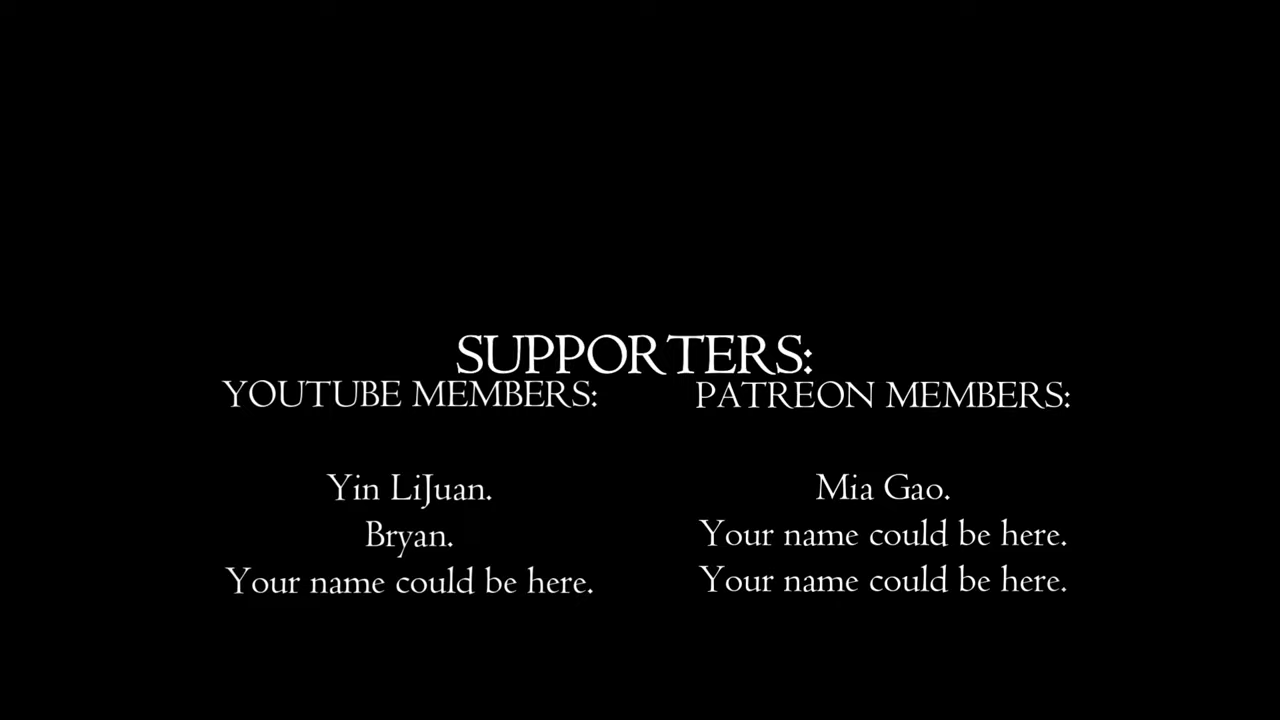 SUPPORTERS:
YOUTUBE MEMBERS:
Yin LiJuan.
Bryan.
Your name could be here.
PATREON MEMBERS:
Mia Gao.
Your name could be here.
Your name could be here.